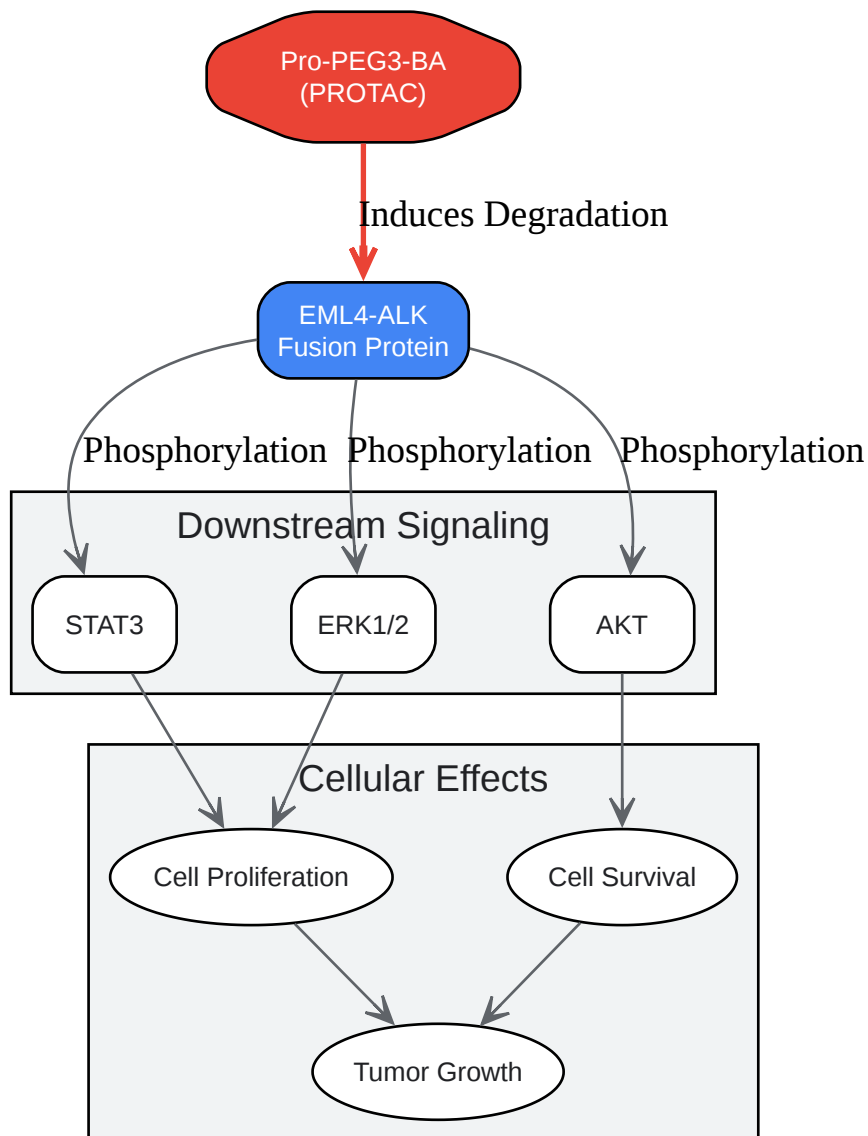 Pro-PEG3-BA
(PROTAC)
Induces Degradation
EML4-ALK
Fusion Protein
Phosphorylation
Phosphorylation
Phosphorylation
Downstream Signaling
STAT3
ERK1/2
AKT
Cellular Effects
Cell Proliferation
Cell Survival
Tumor Growth